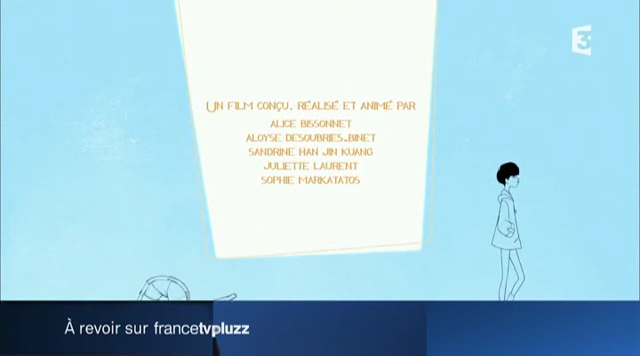 3
UN FILM CONÇU, RÉALISÉ ET ANIMÉ PAR
ALICE BISSONNET
ALOYSE DESOUBRIES-BINET
SANDRINE HAN JIN KUANG
JULIETTE LAURENT
SOPHIE MARKATATOS
À revoir sur francetvpluzz